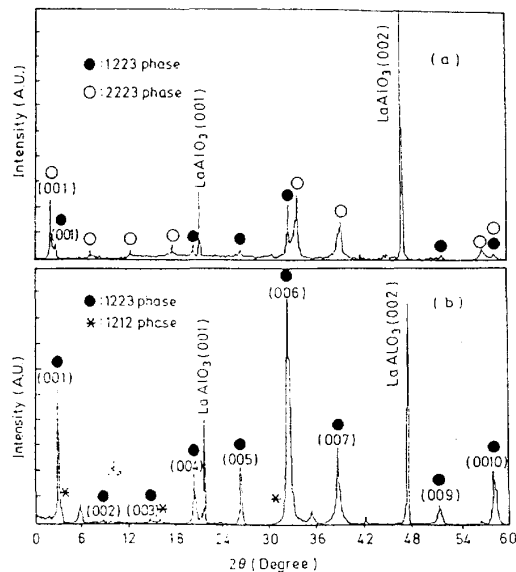 Intensity (A.U.)
● : 1223 phase
○ : 2223 phase
(a)
LaAlO3 (001)
LaAlO3 (002)
(001)
(001)
Intensity (A.U.)
● : 1223 phase
* : 1212 phase
(b)
(001)
(002)
(003)
(004)
LaAlO3 (001)
(005)
(006)
(007)
LaALO3 (002)
(009)
(0010)
0 6 12 18 24 30 36 42 48 54 60
2θ (Degree)